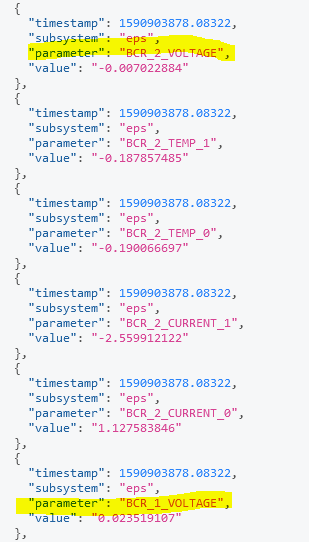 {
"timestamp": 1590903878.08322,
"subsystem": "eps",
"parameter": "BCR_2_VOLTAGE",
"value": "-0.007022884"
},
{
"timestamp": 1590903878.08322,
"subsystem": "eps",
"parameter": "BCR_2_TEMP_1",
"value": "-0.187857485"
},
{
"timestamp": 1590903878.08322,
"subsystem": "eps",
"parameter": "BCR_2_TEMP_0",
"value": "-0.190066697"
},
{
"timestamp": 1590903878.08322,
"subsystem": "eps",
"parameter": "BCR_2_CURRENT_1",
"value": "-2.559912122"
},
{
"timestamp": 1590903878.08322,
"subsystem": "eps",
"parameter": "BCR_2_CURRENT_0",
"value": "1.127583846"
},
{
"timestamp": 1590903878.08322,
"subsystem": "eps",
"parameter": "BCR_1_VOLTAGE",
"value": "0.023519107"
},